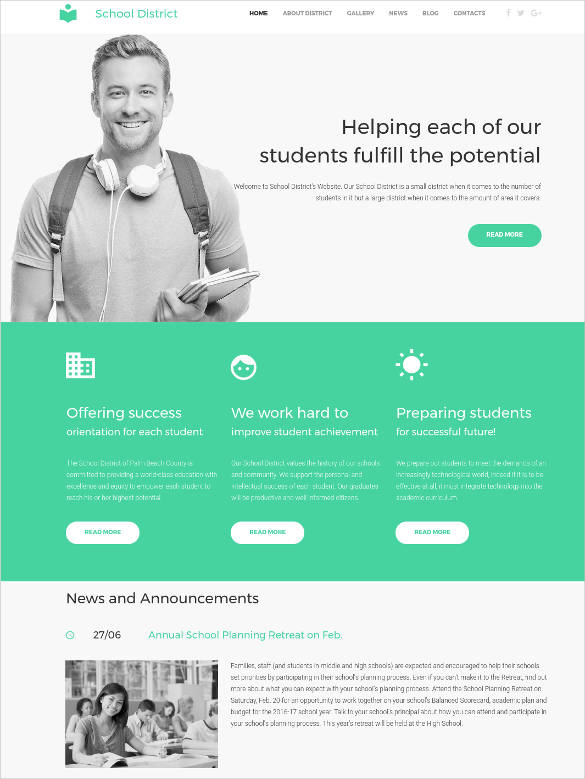 School District
HOME ABOUT DISTRICT GALLERY NEWS BLOG CONTACTS
Helping each of our
students fulfill the potential
Welcome to School District's Website. Our School District is a small district when it comes to the number of
students in it but a large district when it comes to the amount of area it covers.
READ MORE
Offering success
orientation for each student
The School District of Palm Beach County is
committed to providing a world-class education with
excellence and equity to empower each student to
reach his or her highest potential.
READ MORE
We work hard to
improve student achievement
Our School District values the history of our schools
and community. We support the personal and
intellectual success of each student. Our graduates
will be productive and well informed citizens.
READ MORE
Preparing students
for successful future!
We prepare our students to meet the demands of an
increasingly technological world, indeed if it is to be
effective at all, it must integrate technology into the
academic curriculum.
READ MORE
News and Announcements
27/06 Annual School Planning Retreat on Feb.
Families, staff (and students in middle and high schools) are expected and encouraged to help their schools
set priorities by participating in their school's planning process. Even if you can't make it to the Retreat, find out
more about what you can expect with your school's planning process. Attend the School Planning Retreat on
Saturday, Feb. 20 for an opportunity to work together on your school's Balanced Scorecard, academic plan and
budget for the 2016-17 school year. Talk to your school's principal about how you can attend and participate in
your school's planning process. This year's retreat will be held at the High School.